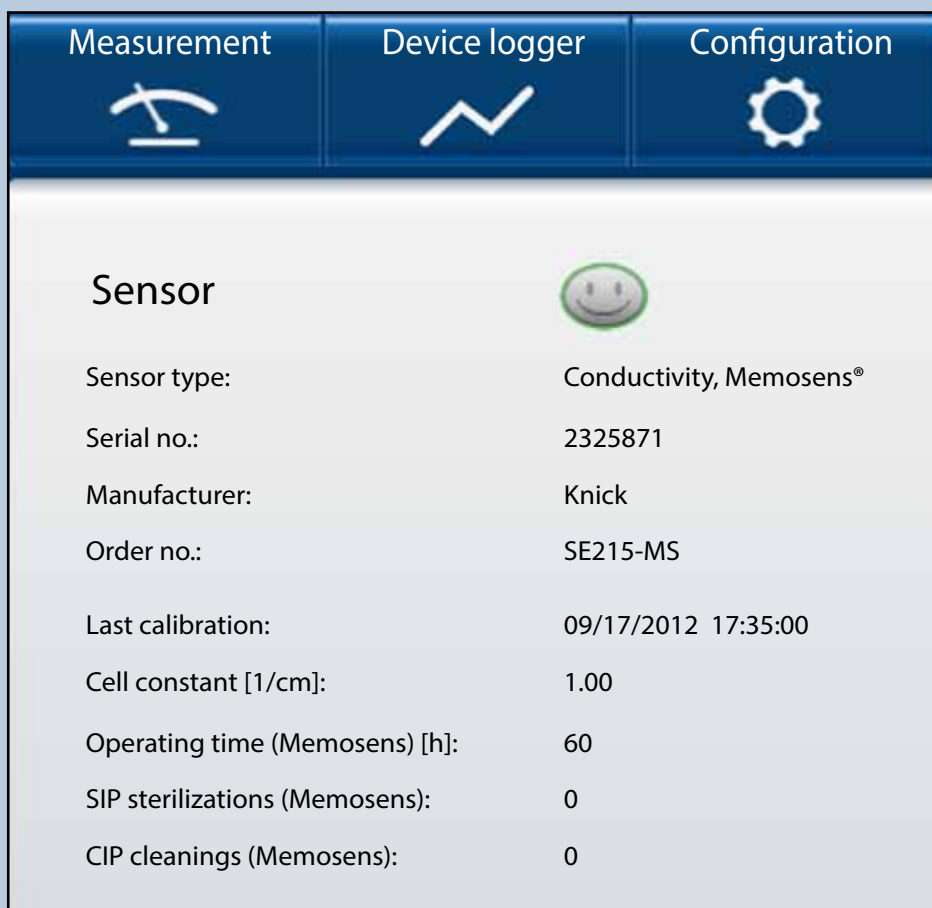 Measurement Device logger Configuration
Sensor
Sensor type: Conductivity, Memosens®
Serial no.: 2325871
Manufacturer: Knick
Order no.: SE215-MS
Last calibration: 09/17/2012 17:35:00
Cell constant [1/cm]: 1.00
Operating time (Memosens) [h]: 60
SIP sterilizations (Memosens): 0
CIP cleanings (Memosens): 0